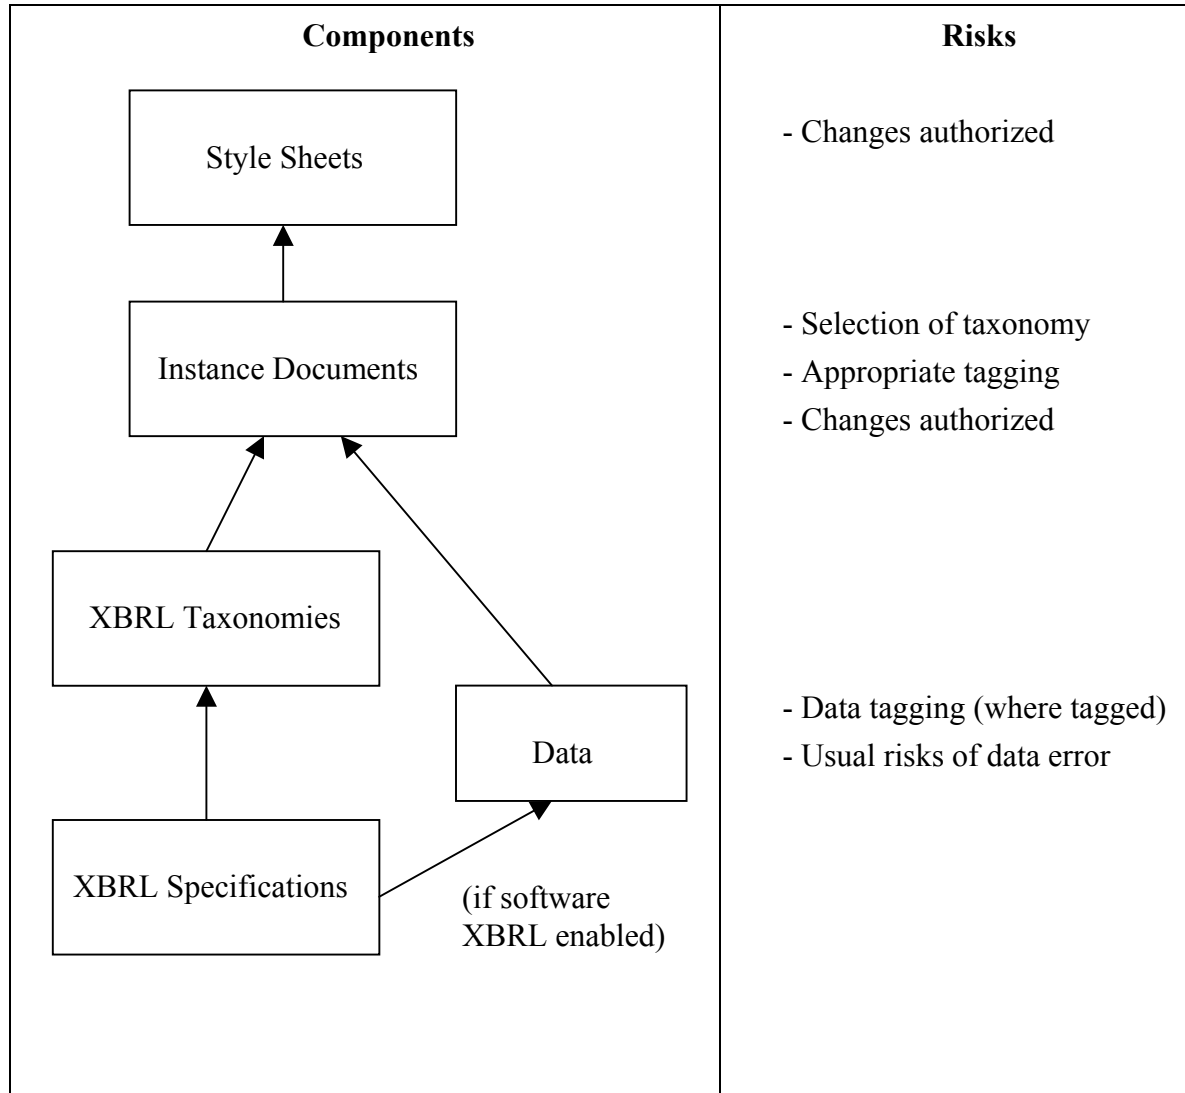 Components
Risks
Style Sheets
- Changes authorized
Instance Documents
- Selection of taxonomy
- Appropriate tagging
- Changes authorized
XBRL Taxonomies
Data
- Data tagging (where tagged)
- Usual risks of data error
XBRL Specifications
(if software
XBRL enabled)